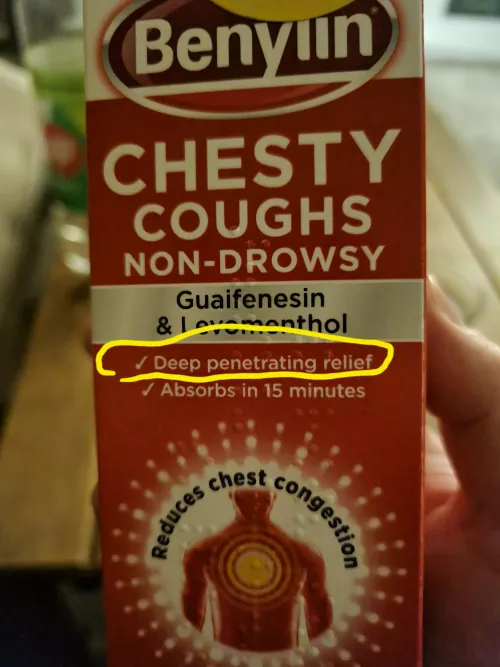 Benylin
CHESTY
COUGHS
NON-DROWSY
Guaifenesin
& Levomenthol
✓ Deep penetrating relief
✓ Absorbs in 15 minutes
Reduces chest congestion